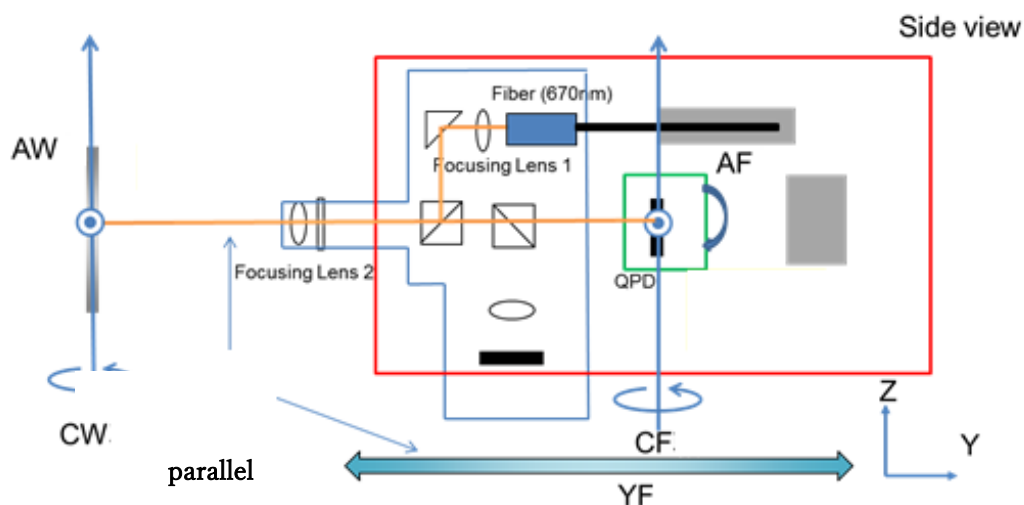 Side view
Fiber (670nm)
AW
AF
Focusing Lens 1
Focusing Lens 2
QPD
Z
CW
CF
Y
parallel
YF